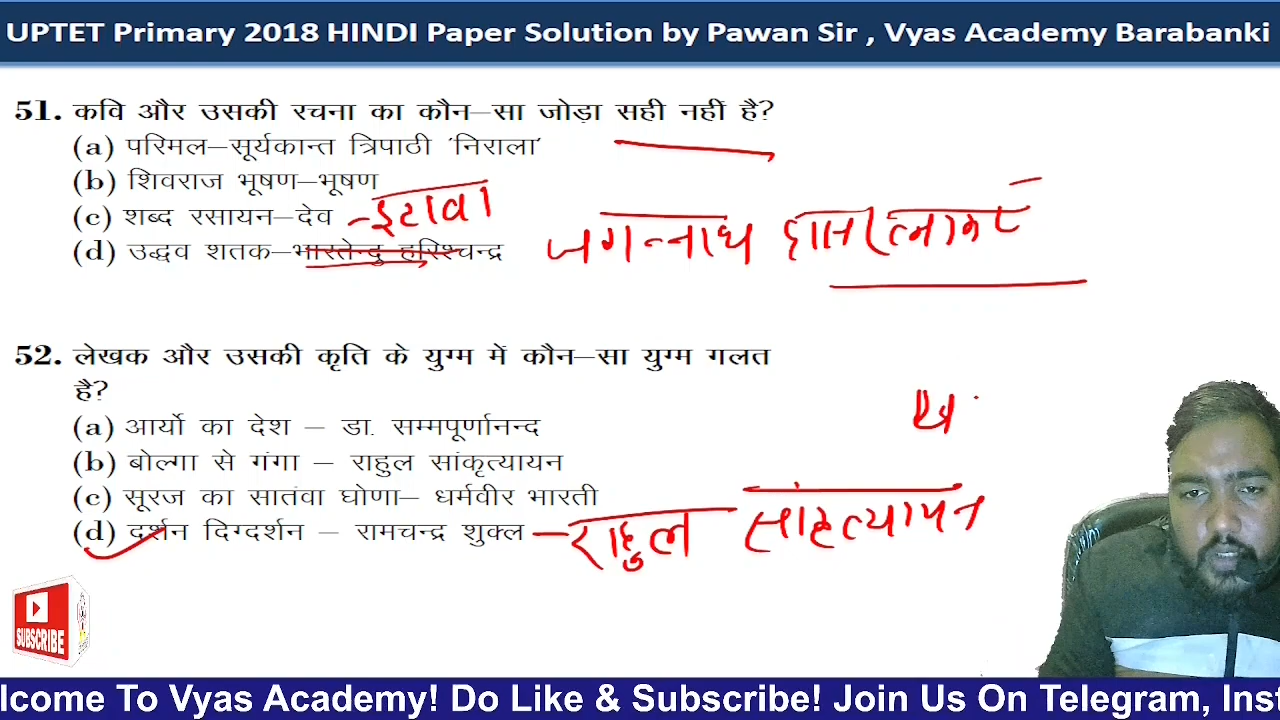 UPTET Primary 2018 HINDI Paper Solution by Pawan Sir , Vyas Academy Barabanki
51. कवि और उसकी रचना का कौन–सा जोड़ा सही नहीं है?
(a) परिमल–सूर्यकान्त त्रिपाठी 'निराला'
(b) शिवराज भूषण–भूषण
(c) शब्द रसायन–देव – इटावा
(d) उद्धव शतक–भारतेन्दु हरिश्चन्द्र जगन्नाथ दास रत्नाकर
52. लेखक और उसकी कृति के युग्म में कौन–सा युग्म गलत
है?
(a) आर्यो का देश – डा. सम्मपूर्णानन्द
(b) बोल्गा से गंगा – राहुल सांकृत्यायन
(c) सूरज का सातंवा घोणा– धर्मवीर भारती
(d) दर्शन दिग्दर्शन – रामचन्द्र शुक्ल – राहुल
SUBSCRIBE
lcome To Vyas Academy! Do Like & Subscribe! Join Us On Telegram, Inst